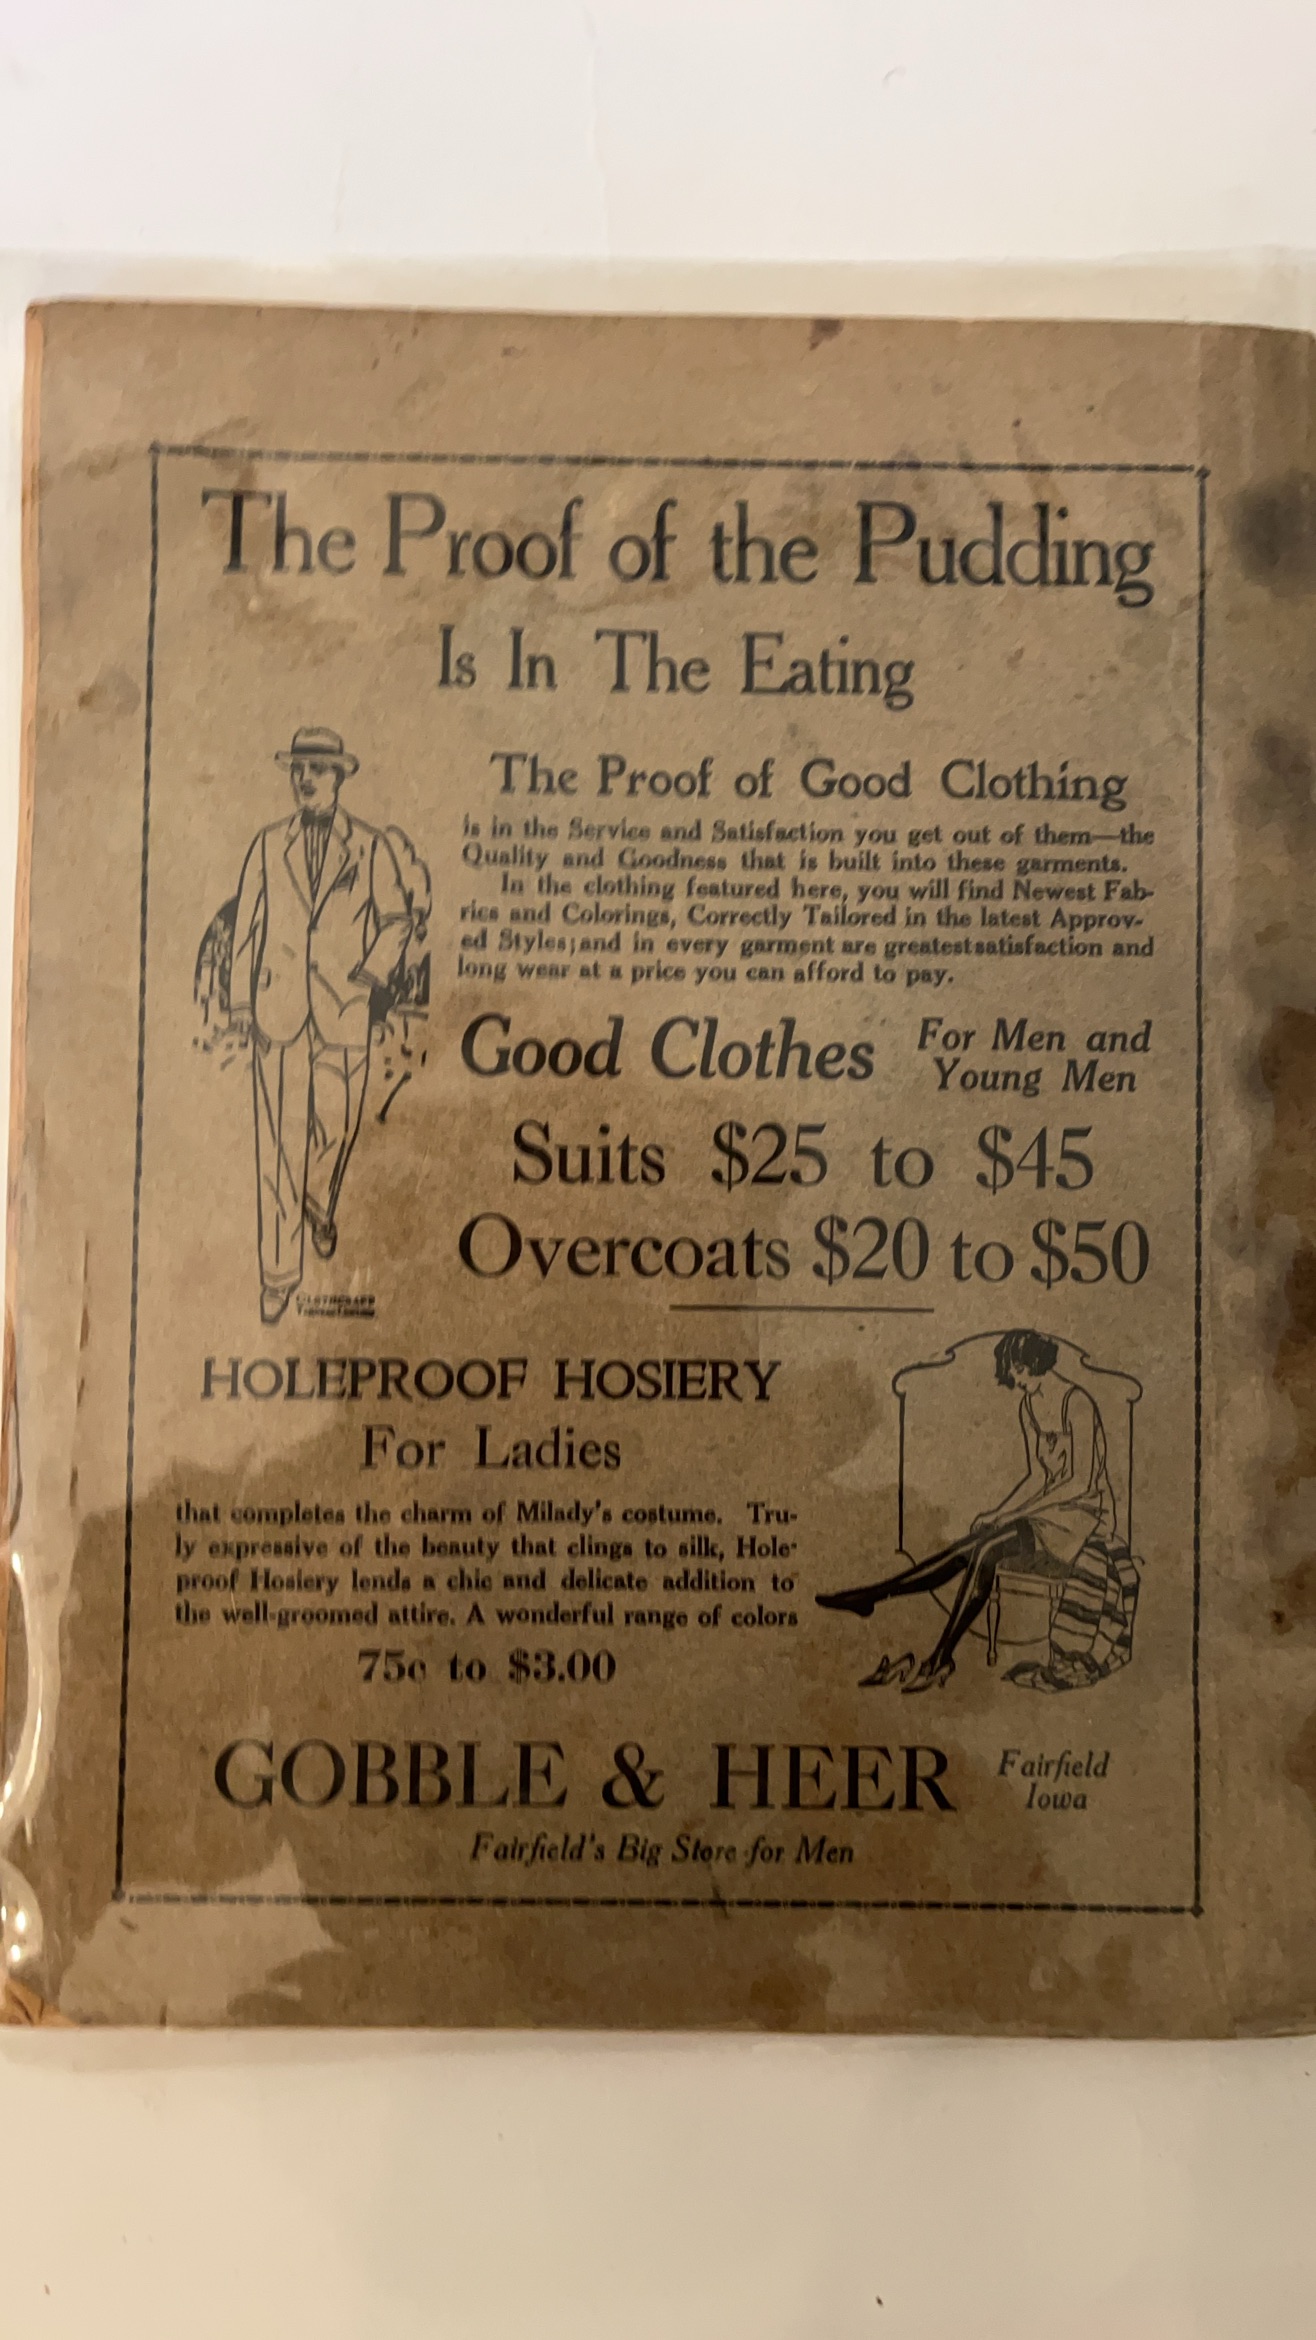 The Proof of the Pudding
Is In The Eating
The Proof of Good Clothing
is in the Service and Satisfaction you get out of them—the
Quality and Goodness that is built into these garments.
In the clothing featured here, you will find Newest Fab-
rics and Colorings, Correctly Tailored in the latest Approv-
ed Styles; and in every garment are greatest satisfaction and
long wear at a price you can afford to pay.
Good Clothes For Men and
Young Men
Suits $25 to $45
Overcoats $20 to $50
CLOTHCRAFT
HOLEPROOF HOSIERY
For Ladies
that completes the charm of Milady's costume. Tru-
ly expressive of the beauty that clings to silk, Hole-
proof Hosiery lends a chic and delicate addition to
the well-groomed attire. A wonderful range of colors
75c to $3.00
GOBBLE & HEER Fairfield
Iowa
Fairfield's Big Store for Men